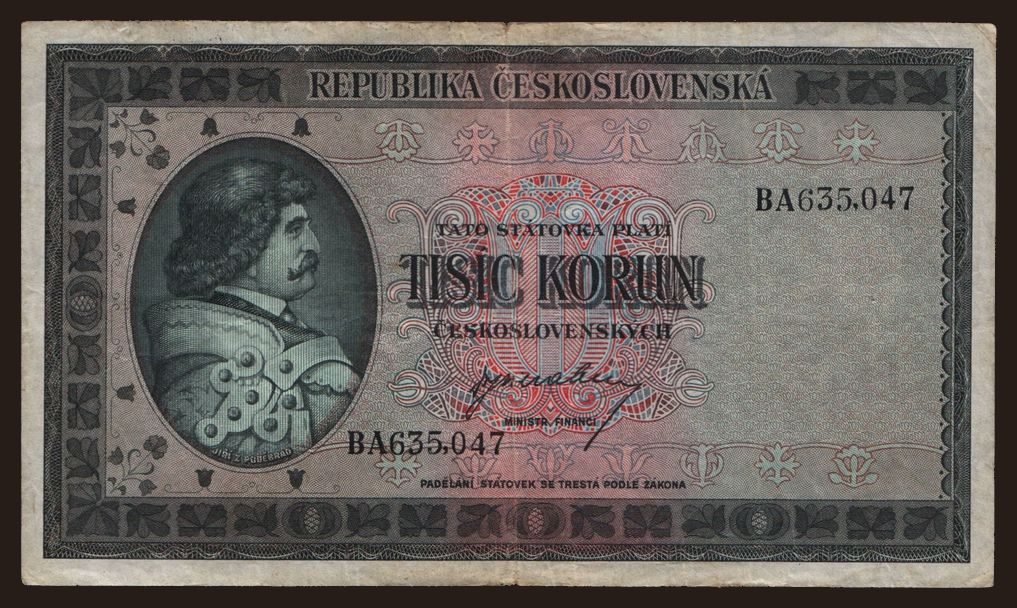 REPUBLIKA ČESKOSLOVENSKÁ
BA635,047
TATO STÁTOVKA PLATÍ
TISÍC KORUN
ČESKOSLOVENSKÝCH
MINISTR FINANCÍ
BA635,047
JIŘÍ Z PODĚBRAD
PADĚLÁNÍ STÁTOVEK SE TRESTÁ PODLE ZÁKONA